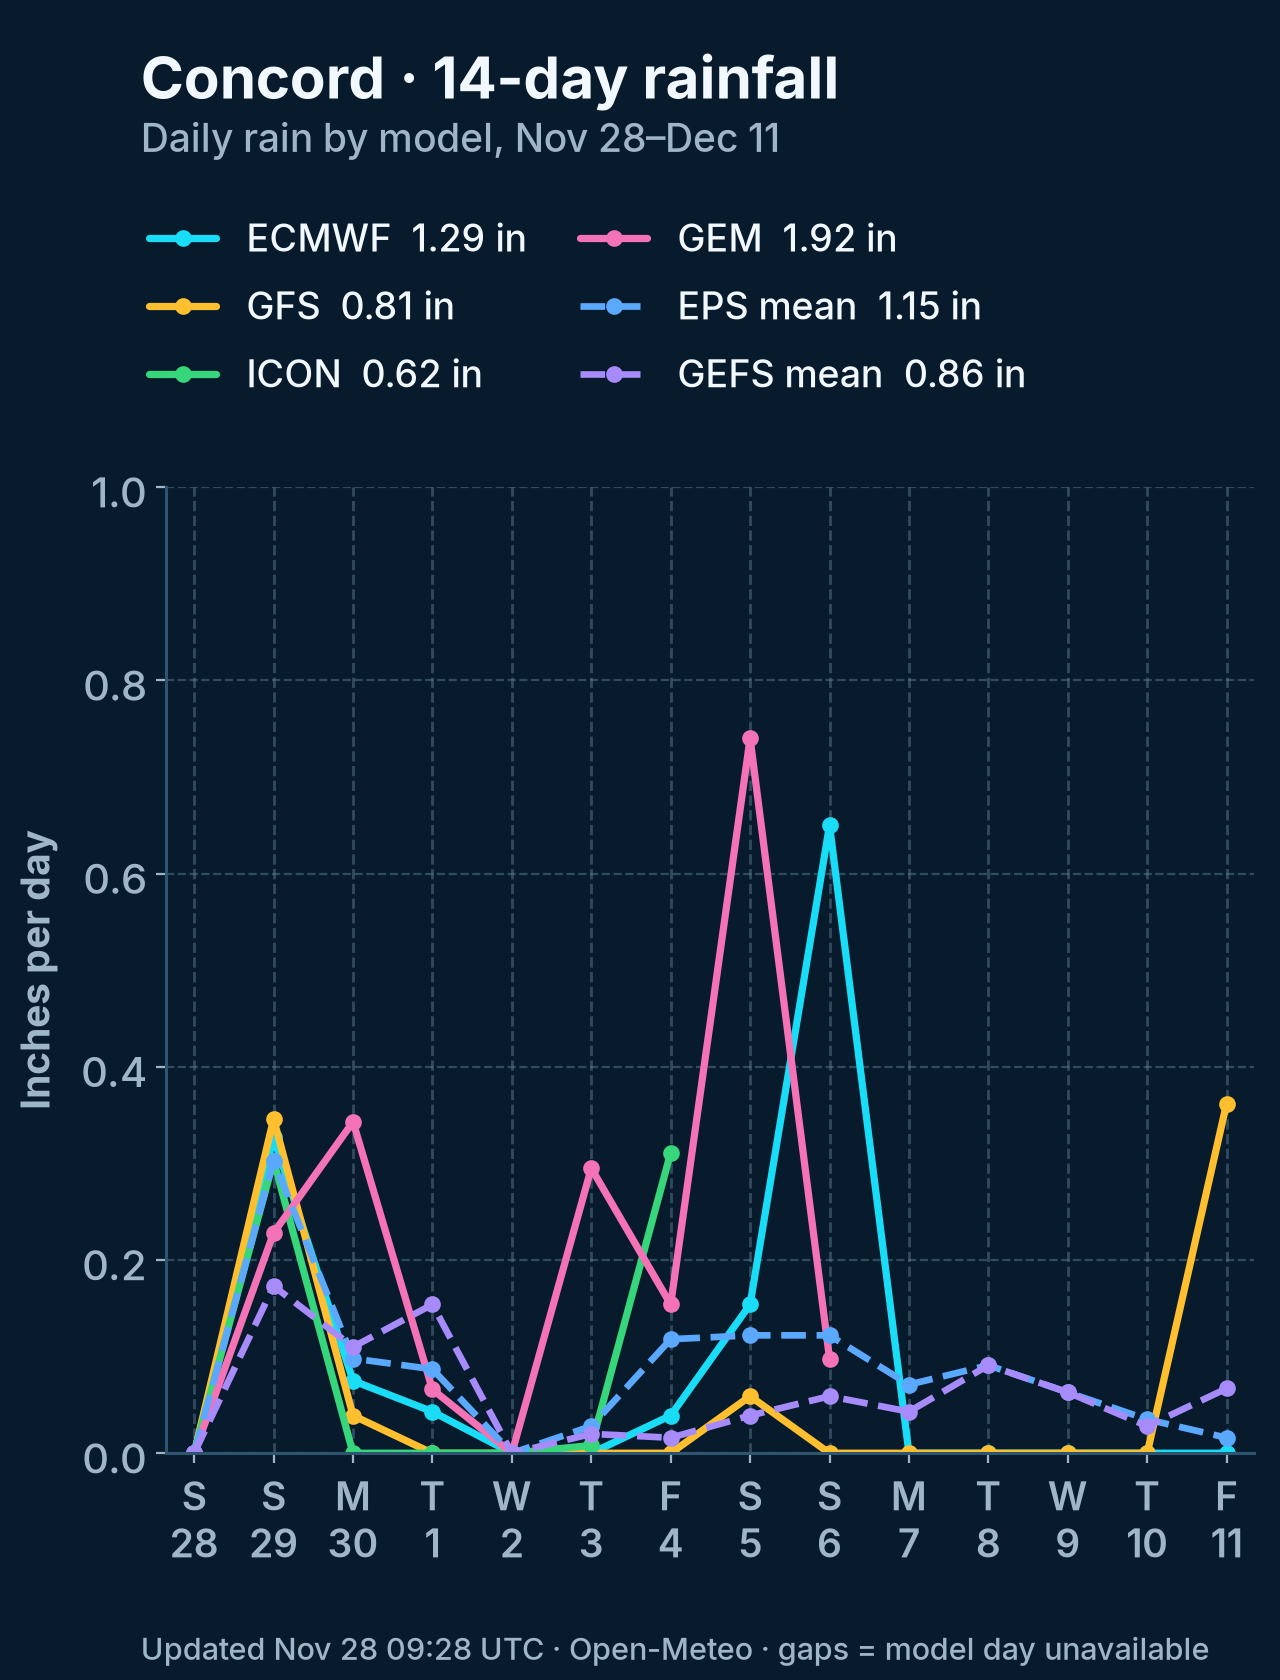 Concord · 14-day rainfall
Daily rain by model, Nov 28–Dec 11
ECMWF 1.29 in
GEM 1.92 in
GFS 0.81 in
EPS mean 1.15 in
ICON 0.62 in
GEFS mean 0.86 in
Inches per day
1.0
0.8
0.6
0.4
0.2
0.0
S S M T W T F S S M T W T F
28 29 30 1 2 3 4 5 6 7 8 9 10 11
Updated Nov 28 09:28 UTC · Open-Meteo · gaps = model day unavailable